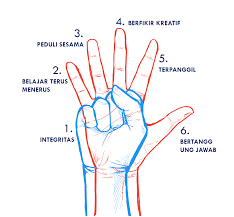 1.
INTEGRITAS
2.
BELAJAR TERUS
MENERUS
3.
PEDULI SESAMA
4.
BERFIKIR KREATIF
5.
TERPANGGIL
6.
BERTANGG
UNG JAWAB